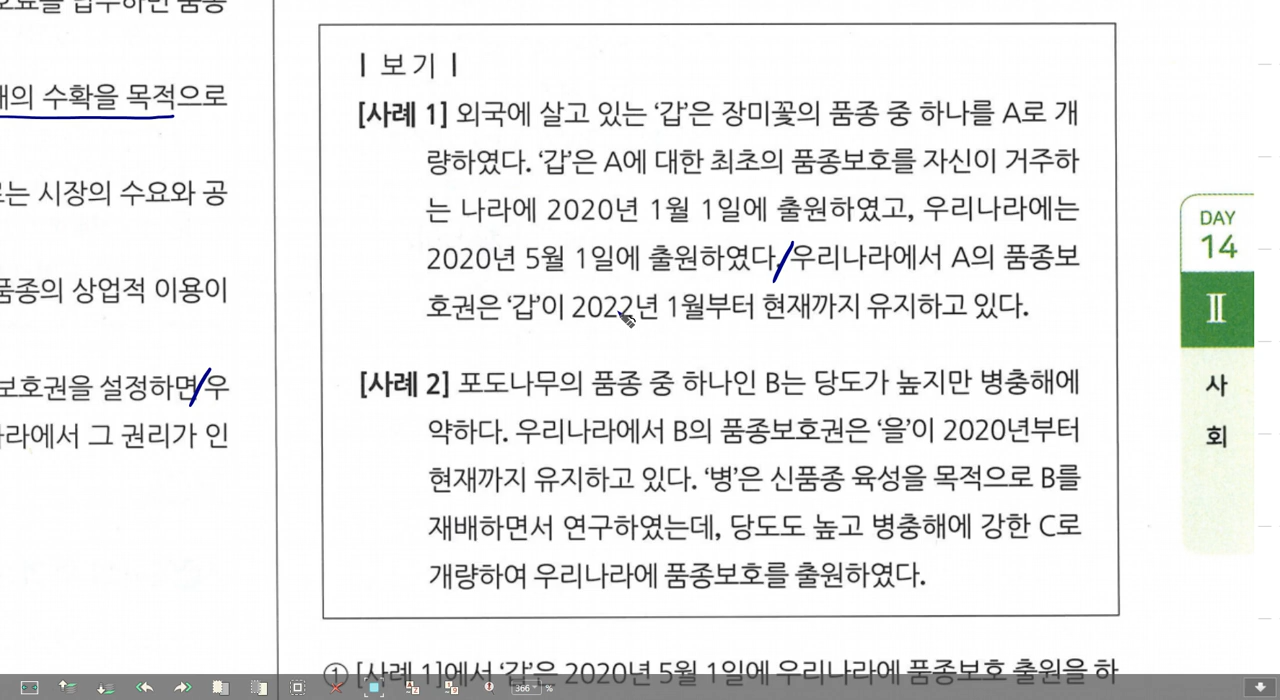 호료를 납부하면 품종
의 수확을 목적으로
는 시장의 수요와 공
품종의 상업적 이용이
보호권을 설정하면 우
라에서 그 권리가 인
| 보기 |
[사례 1] 외국에 살고 있는 ‘갑’은 장미꽃의 품종 중 하나를 A로 개
량하였다. ‘갑’은 A에 대한 최초의 품종보호를 자신이 거주하
는 나라에 2020년 1월 1일에 출원하였고, 우리나라에는
2020년 5월 1일에 출원하였다. 우리나라에서 A의 품종보
호권은 ‘갑’이 2022년 1월부터 현재까지 유지하고 있다.
[사례 2] 포도나무의 품종 중 하나인 B는 당도가 높지만 병충해에
약하다. 우리나라에서 B의 품종보호권은 ‘을’이 2020년부터
현재까지 유지하고 있다. ‘병’은 신품종 육성을 목적으로 B를
재배하면서 연구하였는데, 당도도 높고 병충해에 강한 C로
개량하여 우리나라에 품종보호를 출원하였다.
① [사례 1]에서 ‘갑’은 2020년 5월 1일에 우리나라에 품종보호 출원을 하
DAY
14
Ⅱ
사
회
366 %